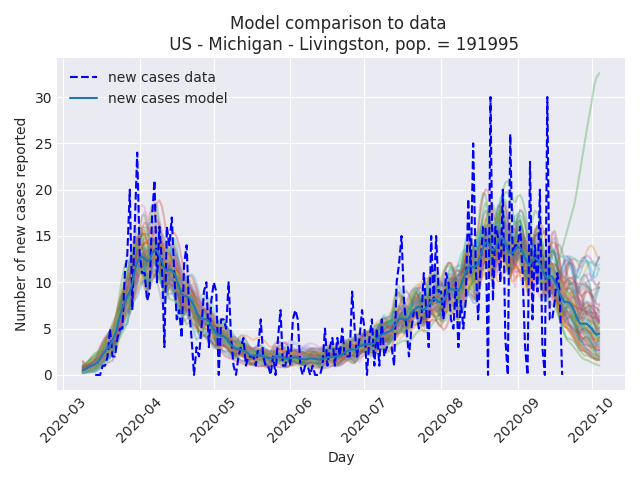 Model comparison to data
US - Michigan - Livingston, pop. = 191995
new cases data
new cases model
Number of new cases reported
30
25
20
15
10
5
0
2020-03
2020-04
2020-05
2020-06
2020-07
2020-08
2020-09
2020-10
Day